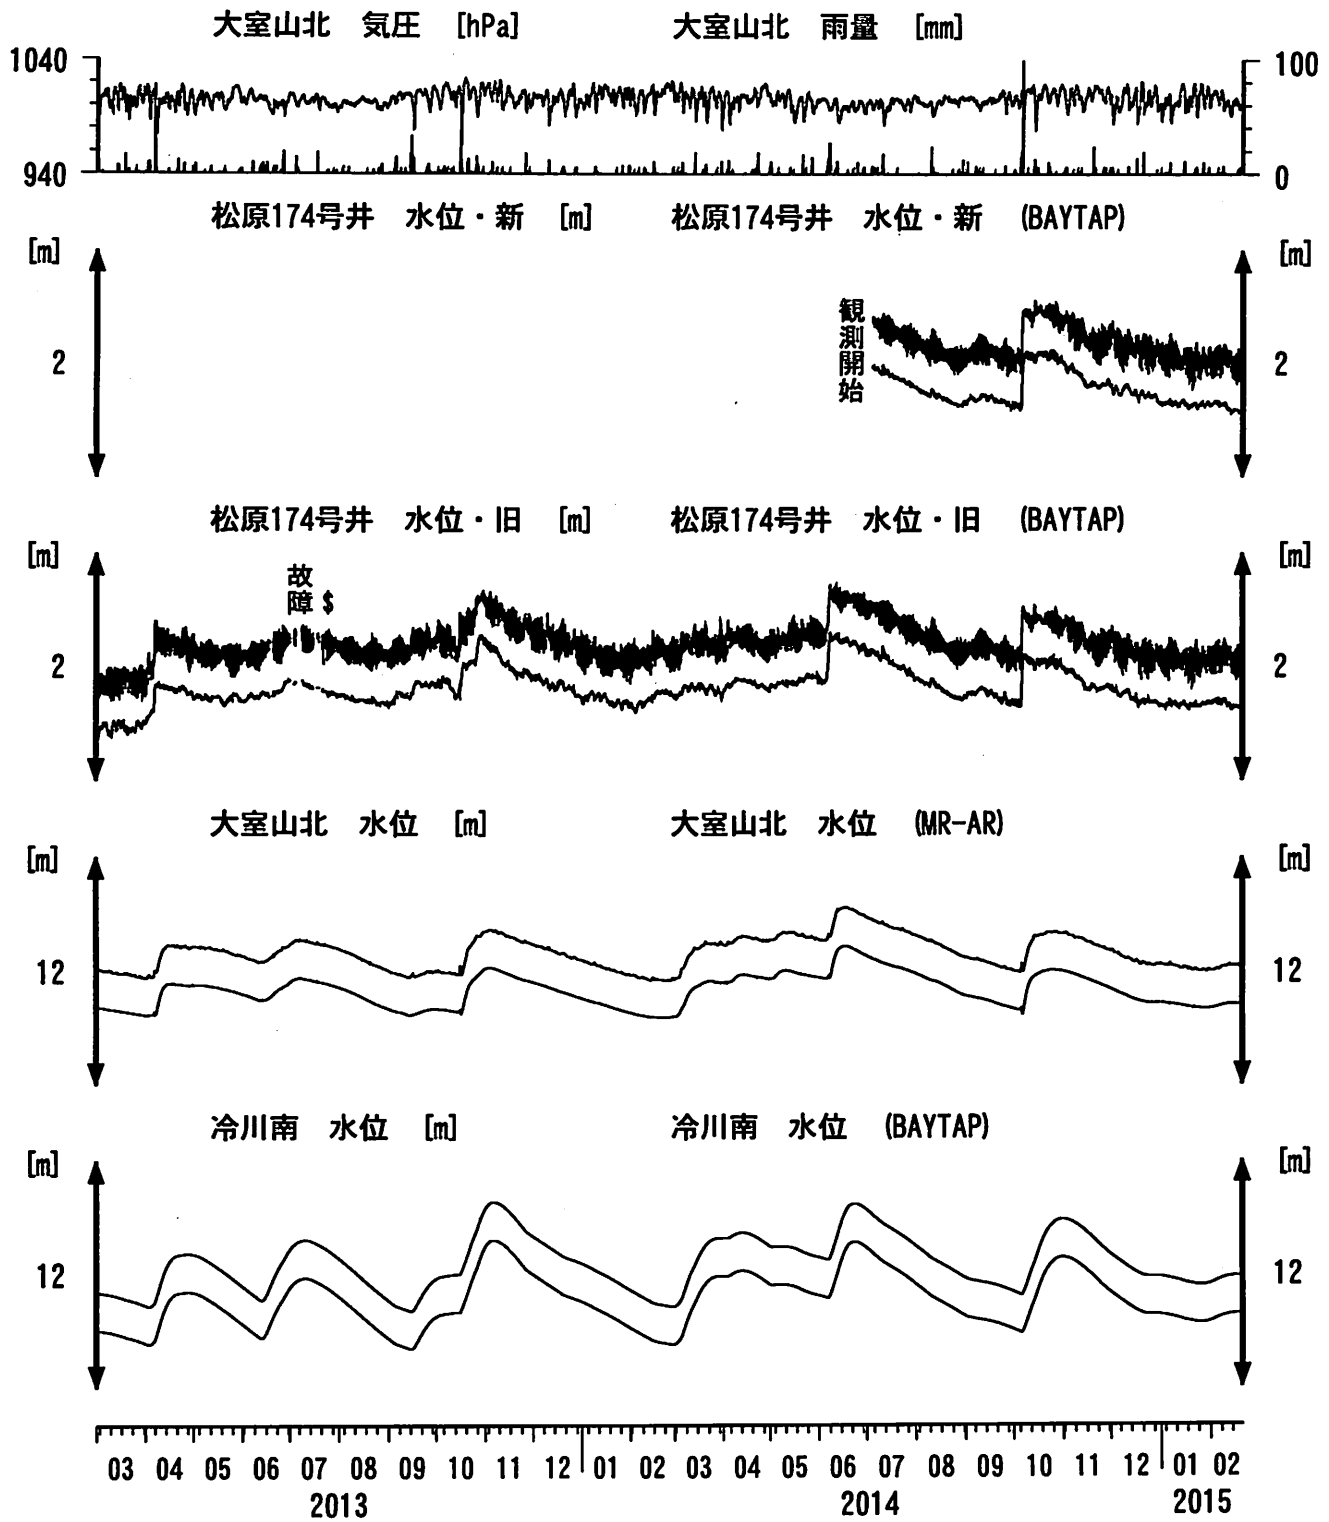 大室山北 気圧 [hPa] 大室山北 雨量 [mm]
1040 100
940 0
松原174号井 水位・新 [m] 松原174号井 水位・新 (BAYTAP)
[m] [m]
観測開始
2 2
松原174号井 水位・旧 [m] 松原174号井 水位・旧 (BAYTAP)
[m] [m]
故障 $
2 2
大室山北 水位 [m] 大室山北 水位 (MR-AR)
[m] [m]
12 12
冷川南 水位 [m] 冷川南 水位 (BAYTAP)
[m] [m]
12 12
03 04 05 06 07 08 09 10 11 12 01 02 03 04 05 06 07 08 09 10 11 12 01 02
2013 2014 2015